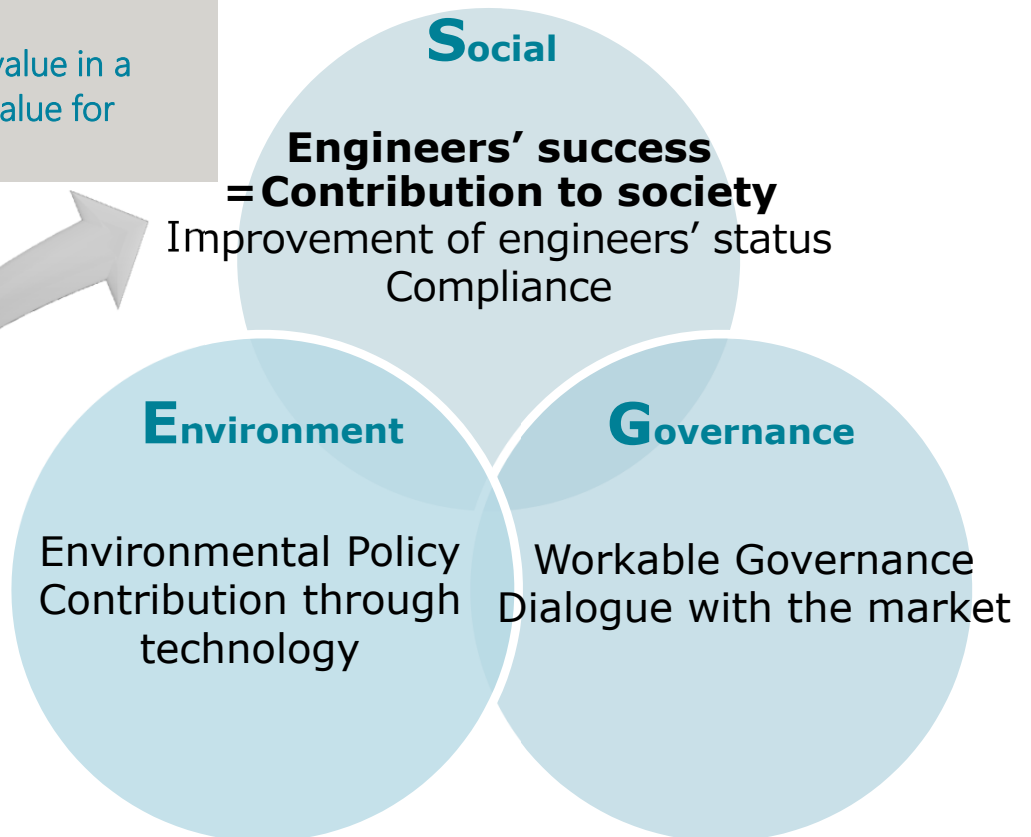 value in a
alue for
Social
Engineers’ success
=Contribution to society
Improvement of engineers’ status
Compliance
Environment
Environmental Policy
Contribution through
technology
Governance
Workable Governance
Dialogue with the market